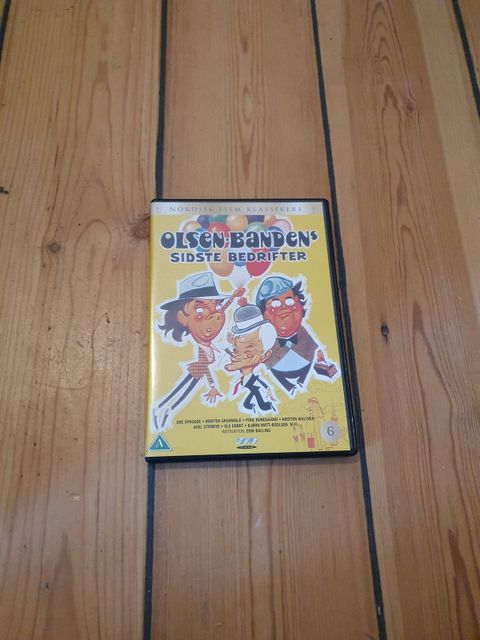 NORDISK FILM KLASSIKERE
OLSEN-BANDENS
SIDSTE BEDRIFTER
OVE SPROGØE • MORTEN GRUNWALD • POUL BUNDGAARD • KIRSTEN WALTHER
AXEL STRØBYE • OLE ERNST • BJØRN WATT-BOOLSEN M.FL.
INSTRUKTION: ERIK BALLING
A
6